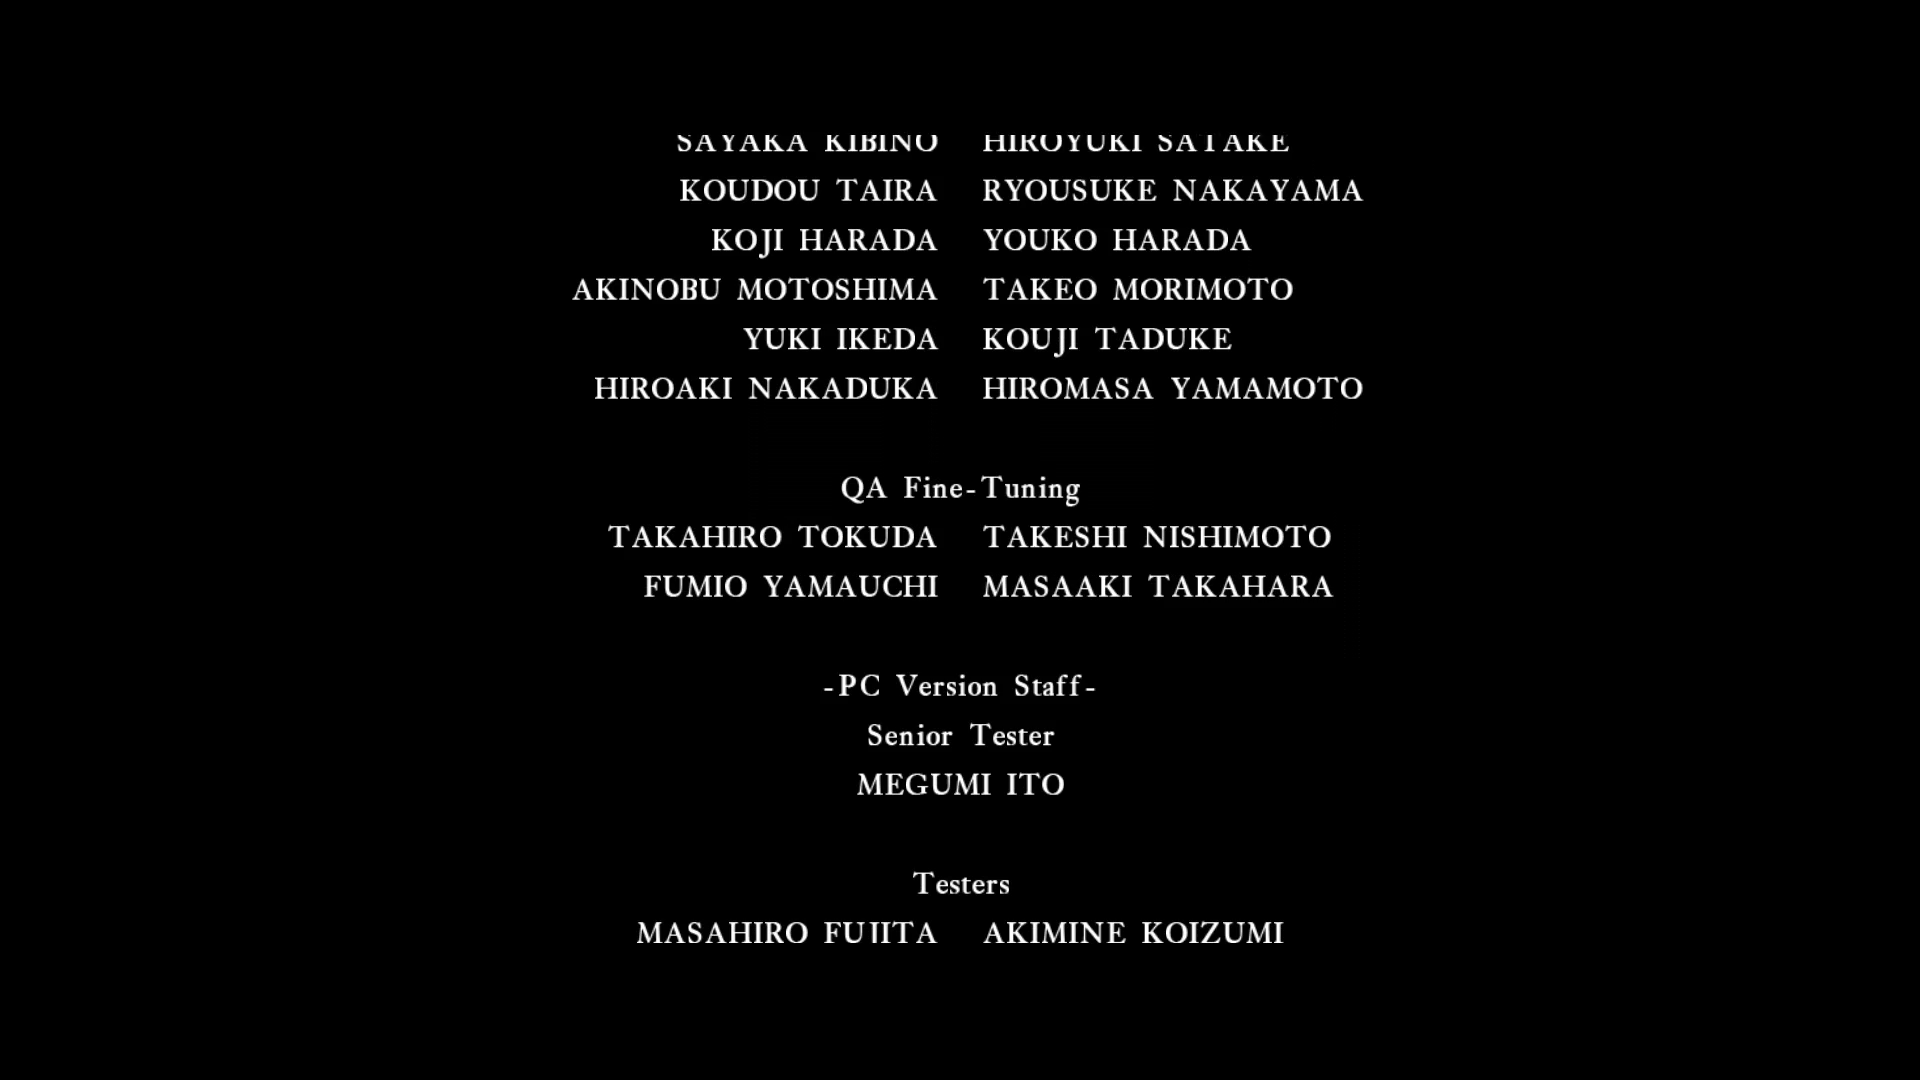 SAYAKA KIBINO HIROYUKI SATAKE
KOUDOU TAIRA RYOUSUKE NAKAYAMA
KOJI HARADA YOUKO HARADA
AKINOBU MOTOSHIMA TAKEO MORIMOTO
YUKI IKEDA KOUJI TADUKE
HIROAKI NAKADUKA HIROMASA YAMAMOTO
QA Fine-Tuning
TAKAHIRO TOKUDA TAKESHI NISHIMOTO
FUMIO YAMAUCHI MASAAKI TAKAHARA
-PC Version Staff-
Senior Tester
MEGUMI ITO
Testers
MASAHIRO FUJITA AKIMINE KOIZUMI